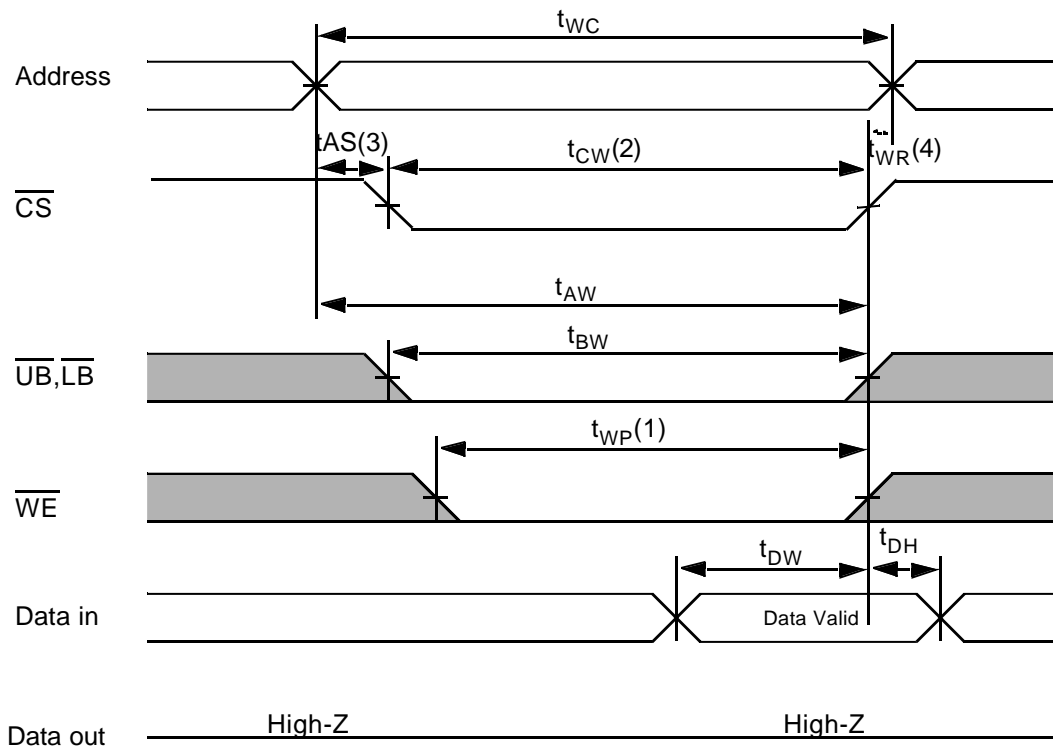 tWC
Address
tAS(3) tCW(2) tWR(4)
CS
tAW
tBW
UB,LB
tWP(1)
WE
tDW tDH
Data in Data Valid
High-Z High-Z
Data out